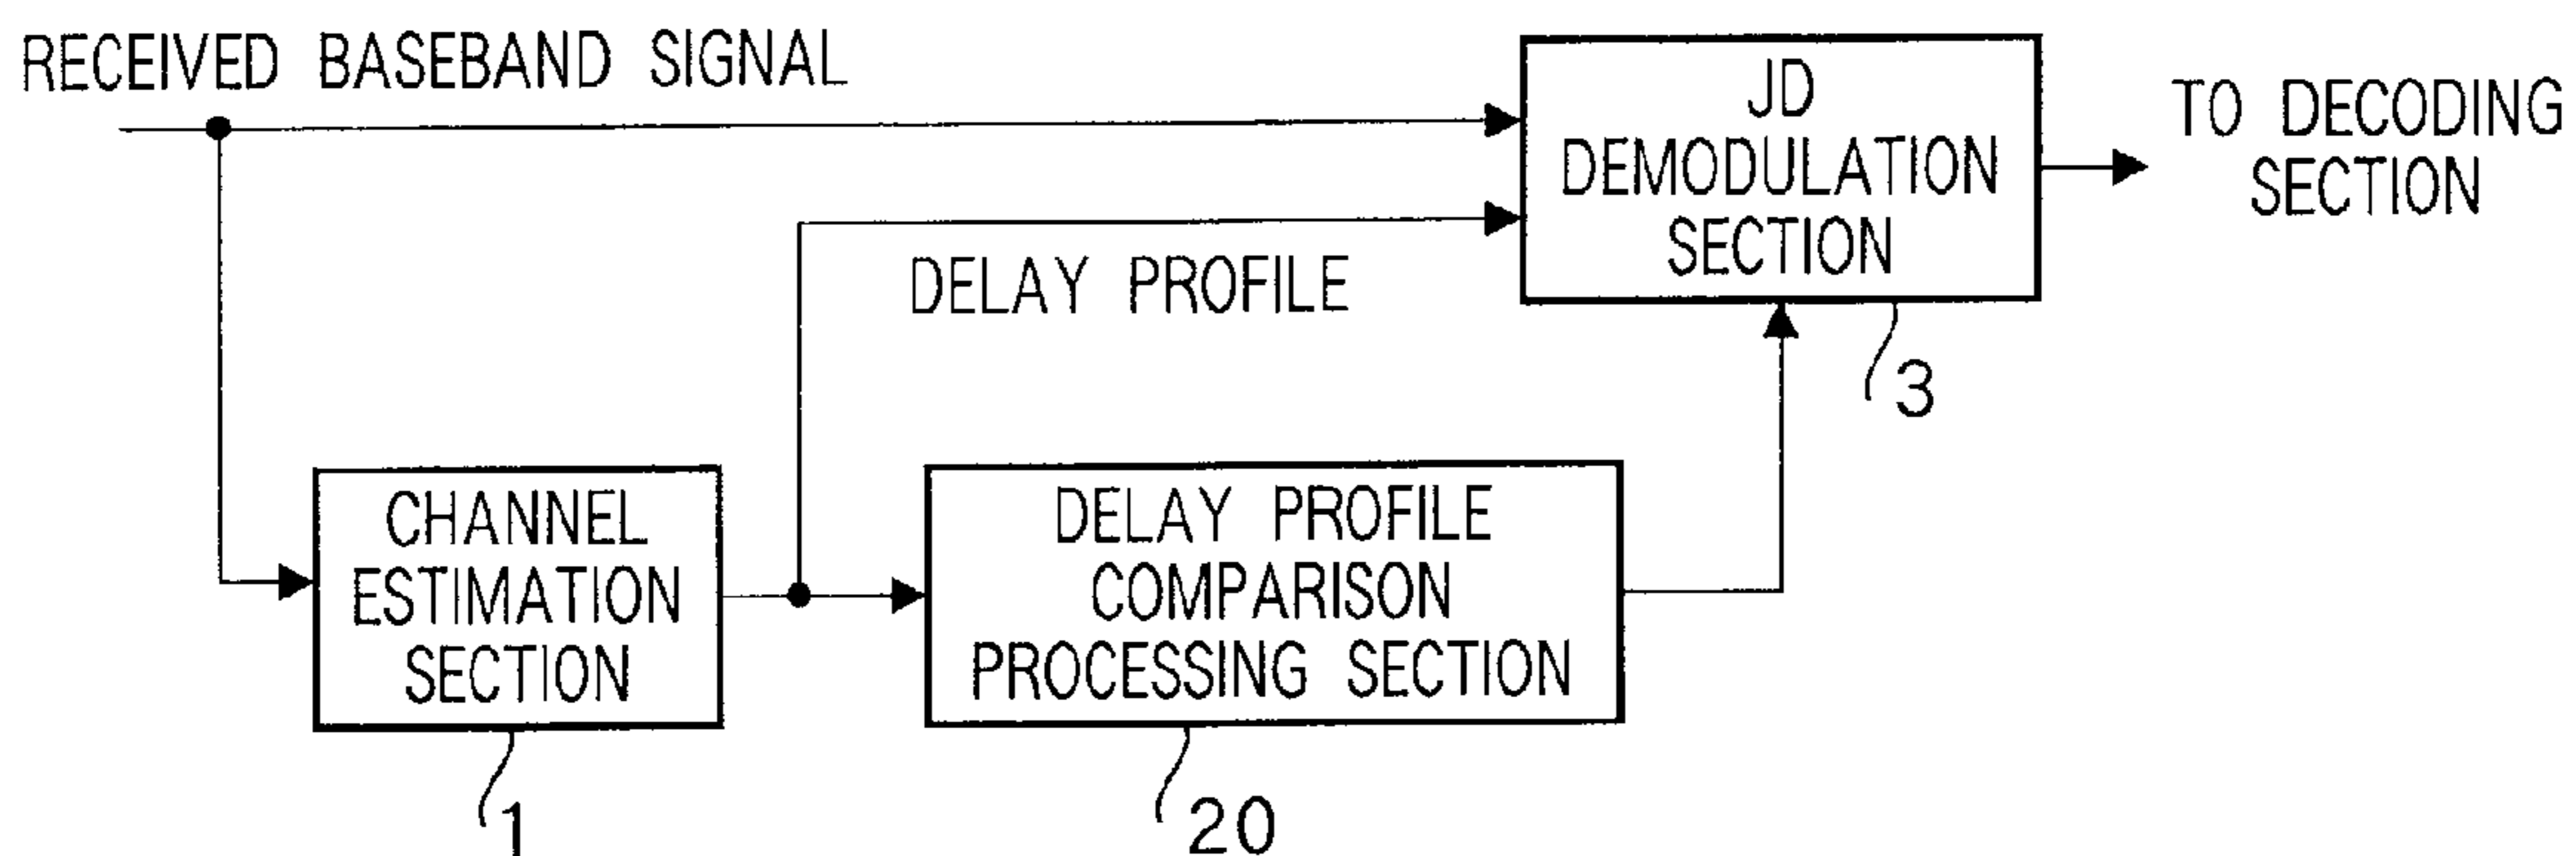 RECEIVED BASEBAND SIGNAL
JD
DEMODULATION
SECTION
TO DECODING
SECTION
DELAY PROFILE
3
CHANNEL
ESTIMATION
SECTION
DELAY PROFILE
COMPARISON
PROCESSING SECTION
1
20